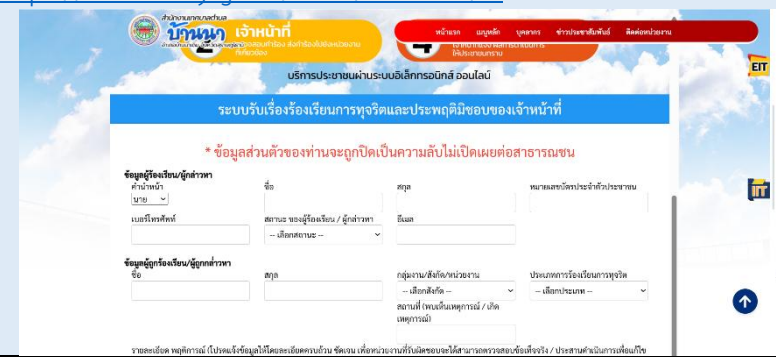 สำนักงานเทศบาลตำบล
บ้านนา
เจ้าหน้าที่
ที่เกี่ยวข้อง
ให้ประชาชนทราบ
หน้าแรก เมนูหลัก บุคลากร ข่าวประชาสัมพันธ์ ติดต่อหน่วยงาน
EIT
บริการประชาชนผ่านระบบอิเล็กทรอนิกส์ ออนไลน์
ระบบรับเรื่องร้องเรียนการทุจริตและประพฤติมิชอบของเจ้าหน้าที่
* ข้อมูลส่วนตัวของท่านจะถูกปิดเป็นความลับไม่เปิดเผยต่อสาธารณชน
ข้อมูลผู้ร้องเรียน/ผู้กล่าวหา
คำนำหน้า ชื่อ สกุล หมายเลขบัตรประจำตัวประชาชน
นาย
IIT
เบอร์โทรศัพท์ สถานะ ของผู้ร้องเรียน / ผู้กล่าวหา อีเมล
-- เลือกสถานะ --
ข้อมูลผู้ถูกร้องเรียน/ผู้ถูกกล่าวหา
ชื่อ สกุล กลุ่มงาน/สังกัด/หน่วยงาน ประเภทการร้องเรียนการทุจริต
-- เลือกสังกัด -- -- เลือกประเภท --
สถานที่ (พบเห็นเหตุการณ์ / เกิด
เหตุการณ์)
รายละเอียด พฤติการณ์ (โปรดแจ้งข้อมูลให้โดยละเอียดครบถ้วน ชัดเจน เพื่อหน่วยงานที่รับผิดชอบจะได้สามารถตรวจสอบข้อเท็จจริง / ประสานดำเนินการเพื่อแก้ไข